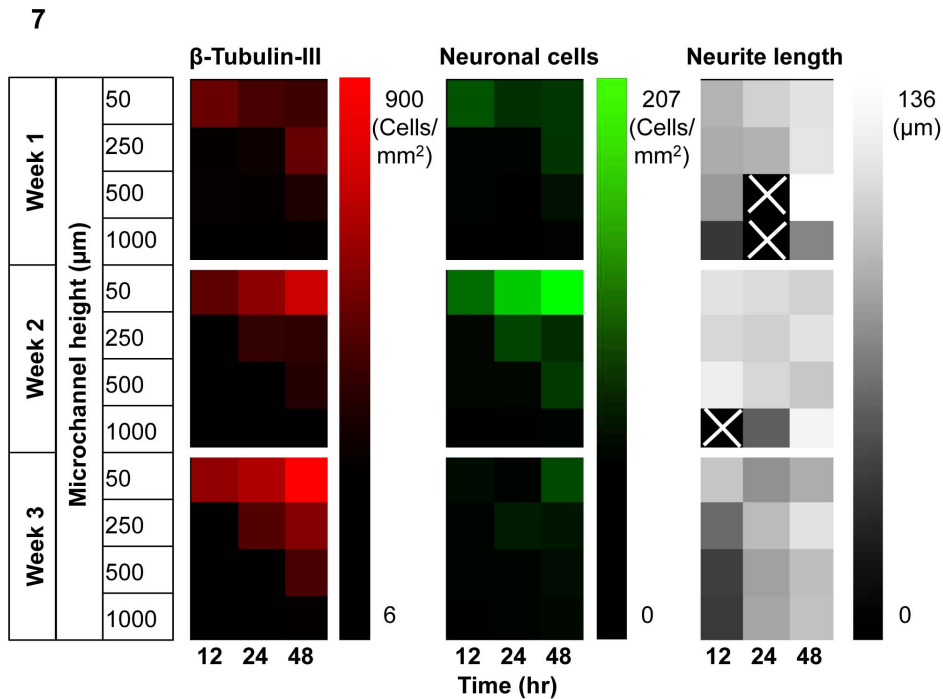 7
β-Tubulin-III
Neuronal cells
Neurite length
Week 1
Week 2
Week 3
Microchannel height (µm)
50
250
500
1000
50
250
500
1000
50
250
500
1000
900
(Cells/
mm²)
6
207
(Cells/
mm²)
0
136
(µm)
0
12 24 48
12 24 48
12 24 48
Time (hr)